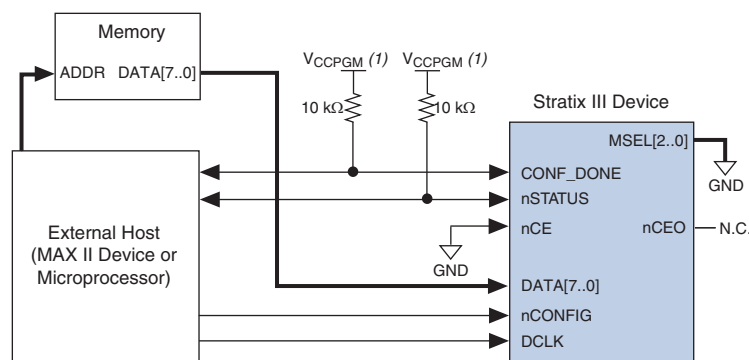 Memory
ADDR DATA[7..0]
VCCPGM (1) VCCPGM (1)
10 kΩ 10 kΩ
Stratix III Device
MSEL[2..0]
GND
CONF_DONE
nSTATUS
nCE
nCEO N.C.
GND
External Host
(MAX II Device or
Microprocessor)
DATA[7..0]
nCONFIG
DCLK